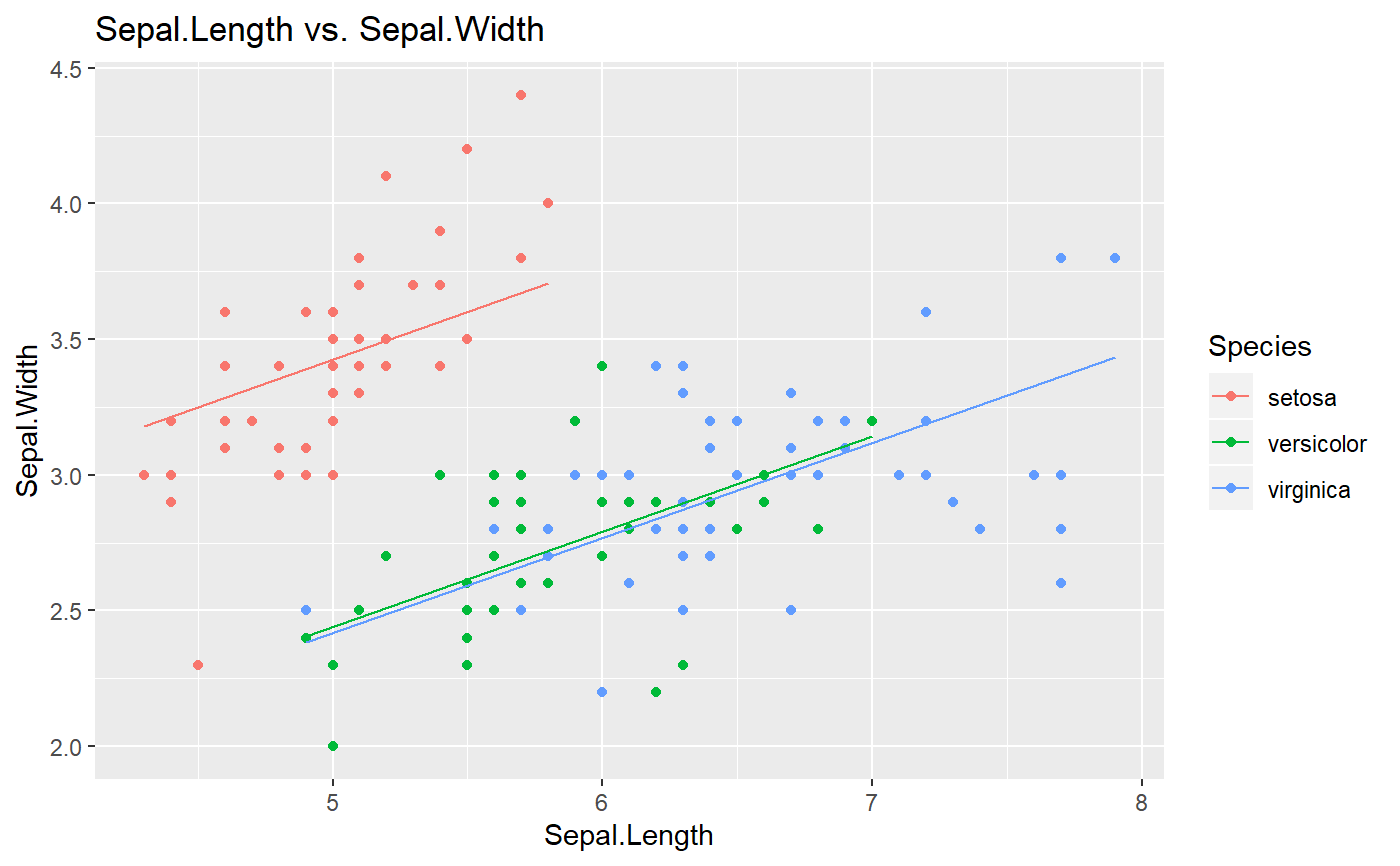 Sepal.Length vs. Sepal.Width
4.5
4.0
3.5
3.0
2.5
2.0
Sepal.Width
5 6 7 8
Sepal.Length
Species
setosa
versicolor
virginica